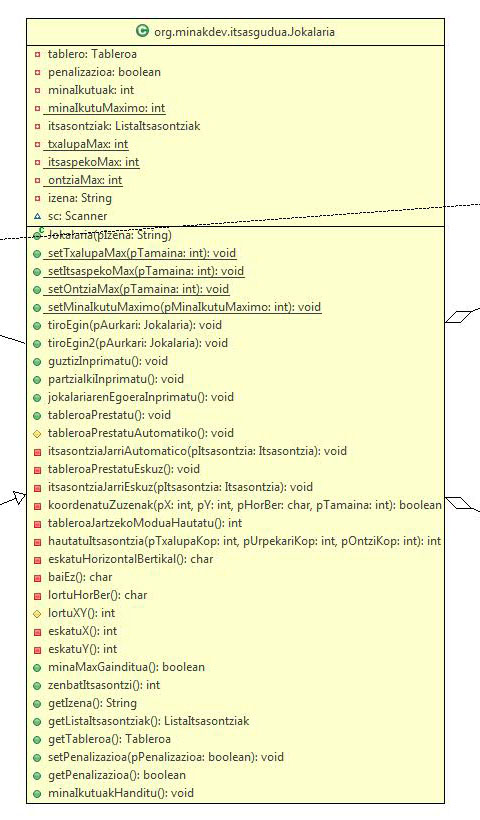 org.minakdev.itsasgudua.Jokalaria
tablero: Tableroa
penalizazioa: boolean
minaIkutuak: int
minaIkutuMaximo: int
itsasontziak: ListaItsasontziak
txalupaMax: int
itsaspekoMax: int
ontziaMax: int
izena: String
sc: Scanner
Jokalaria(pIzena: String)
setTxalupaMax(pTamaina: int): void
setItsaspekoMax(pTamaina: int): void
setOntziaMax(pTamaina: int): void
setMinaIkutuMaximo(pMinaIkutuMaximo: int): void
tiroEgin(pAurkari: Jokalaria): void
tiroEgin2(pAurkari: Jokalaria): void
guztizInprimatu(): void
partzialkiInprimatu(): void
jokalariarenEgoeraInprimatu(): void
tableroaPrestatu(): void
tableroaPrestatuAutomatiko(): void
itsasontziaJarriAutomatico(pItsasontzia: Itsasontzia): void
tableroaPrestatuEskuz(): void
itsasontziaJarriEskuz(pItsasontzia: Itsasontzia): void
koordenatuZuzenak(pX: int, pY: int, pHorBer: char, pTamaina: int): boolean
tableroaJartzekoModuaHautatu(): int
hautatuItsasontzia(pTxalupaKop: int, pUrpekariKop: int, pOntziKop: int): int
eskatuHorizontalBertikal(): char
baiEz(): char
lortuHorBer(): char
lortuXY(): int
eskatuX(): int
eskatuY(): int
minaMaxGainditua(): boolean
zenbatItsasontzi(): int
getIzena(): String
getListaItsasontziak(): ListaItsasontziak
getTableroa(): Tableroa
setPenalizazioa(pPenalizazioa: boolean): void
getPenalizazioa(): boolean
minaIkutuakHanditu(): void